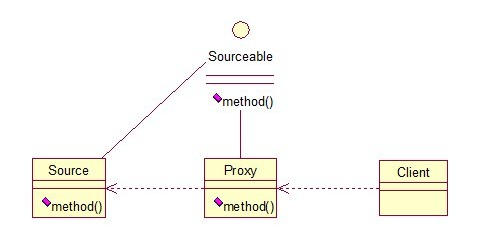 Sourceable
method()
Source
method()
Proxy
method()
Client